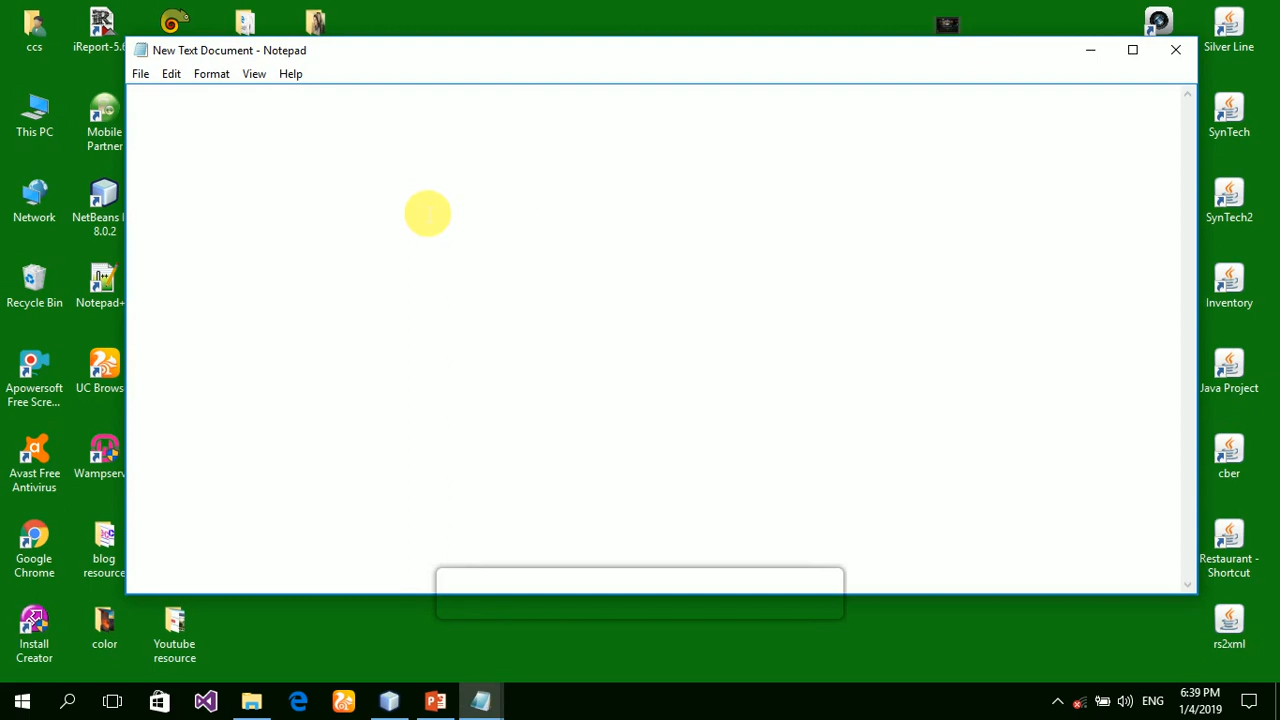 ccs
iReport-5.6
Silver Line
New Text Document - Notepad
File Edit Format View Help
This PC
Mobile
Partner
SynTech
Network
NetBeans I
8.0.2
SynTech2
Recycle Bin
Notepad+
Inventory
Apowersoft
Free Scre...
UC Brows
Java Project
Avast Free
Antivirus
Wampserv
cber
Google
Chrome
blog
resource
Restaurant -
Shortcut
Install
Creator
color
Youtube
resource
rs2xml
ENG
6:39 PM
1/4/2019